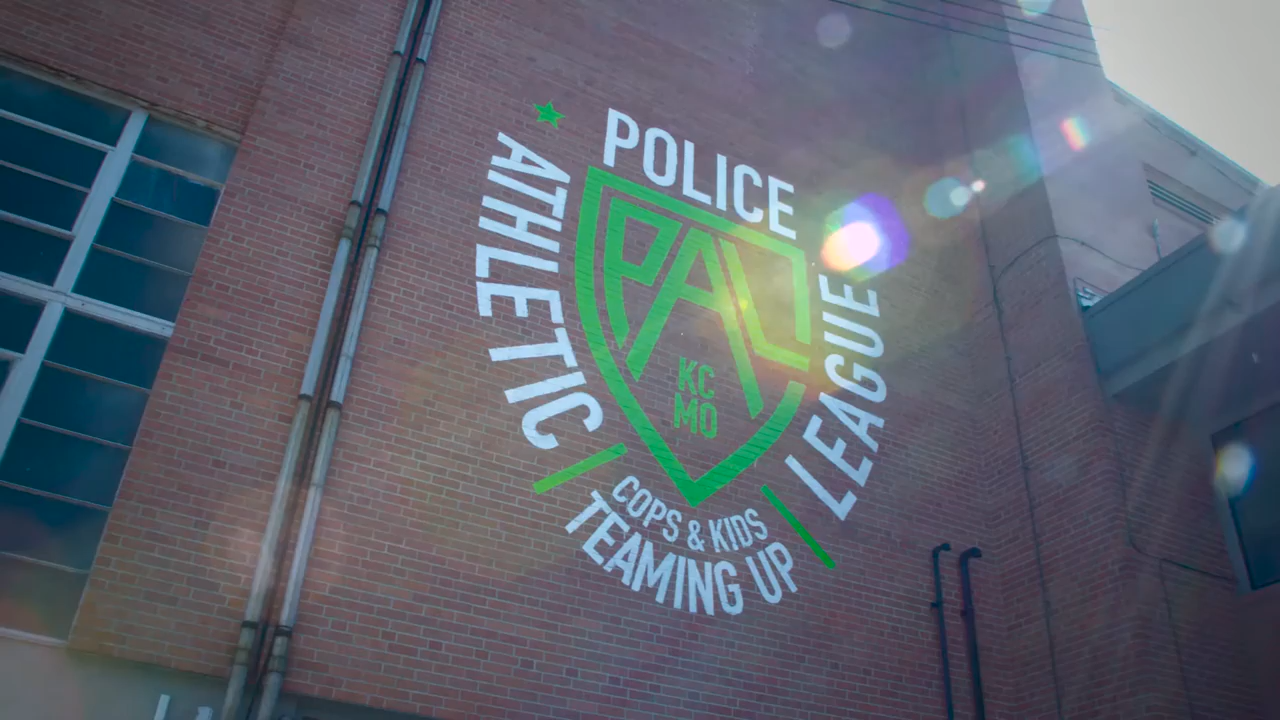 POLICE
ATHLETIC
LEAGUE
PAL
KC
MO
COPS & KIDS
TEAMING UP